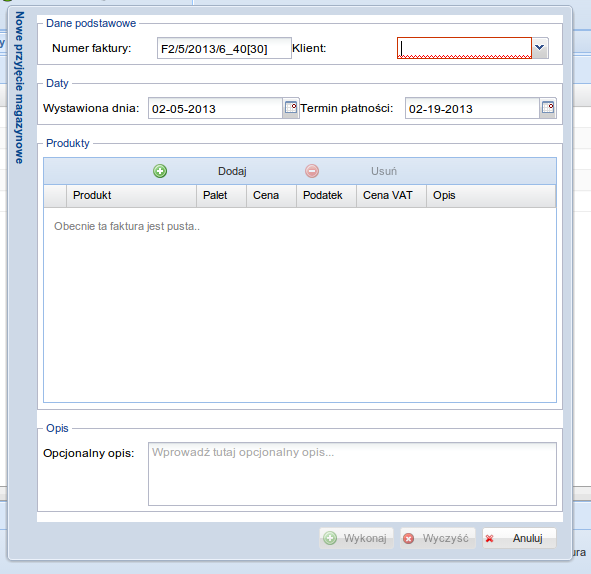 Nowe przyjęcie magazynowe
Dane podstawowe
Numer faktury: F2/5/2013/6_40[30] Klient:
Daty
Wystawiona dnia: 02-05-2013 Termin płatności: 02-19-2013
Produkty
Dodaj Usuń
Produkt Palet Cena Podatek Cena VAT Opis
Obecnie ta faktura jest pusta..
Opis
Opcjonalny opis: Wprowadź tutaj opcjonalny opis...
Wykonaj Wyczyść Anuluj
ura